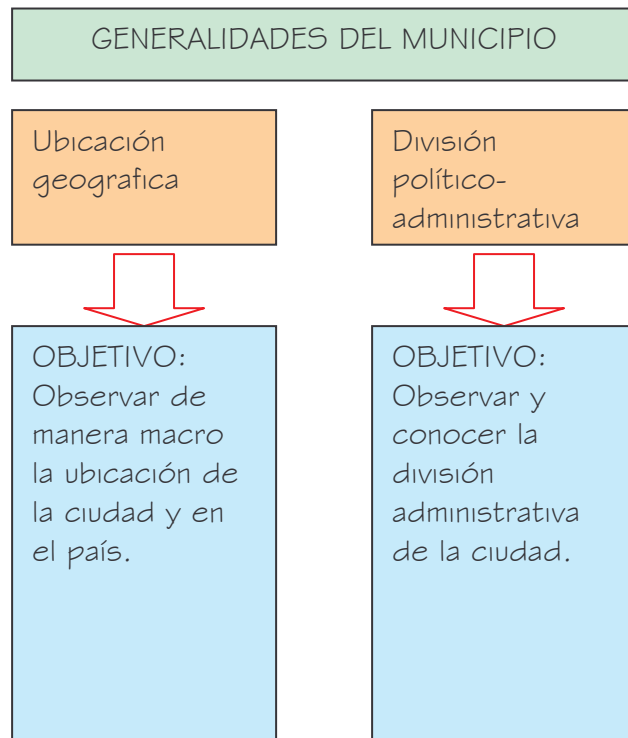 GENERALIDADES DEL MUNICIPIO
Ubicación
geografica
División
político-
administrativa
OBJETIVO:
Observar de
manera macro
la ubicación de
la ciudad y en
el país.
OBJETIVO:
Observar y
conocer la
división
administrativa
de la ciudad.